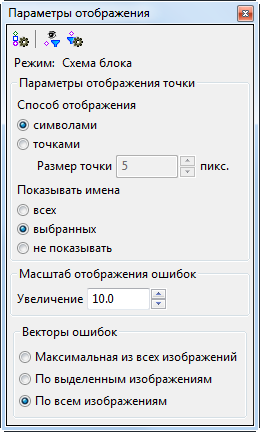 Параметры отображения
Режим: Схема блока
Параметры отображения точки
Способ отображения
символами
точками
Размер точки 5 пикс.
Показывать имена
всех
выбранных
не показывать
Масштаб отображения ошибок
Увеличение 10.0
Векторы ошибок
Максимальная из всех изображений
По выделенным изображениям
По всем изображениям